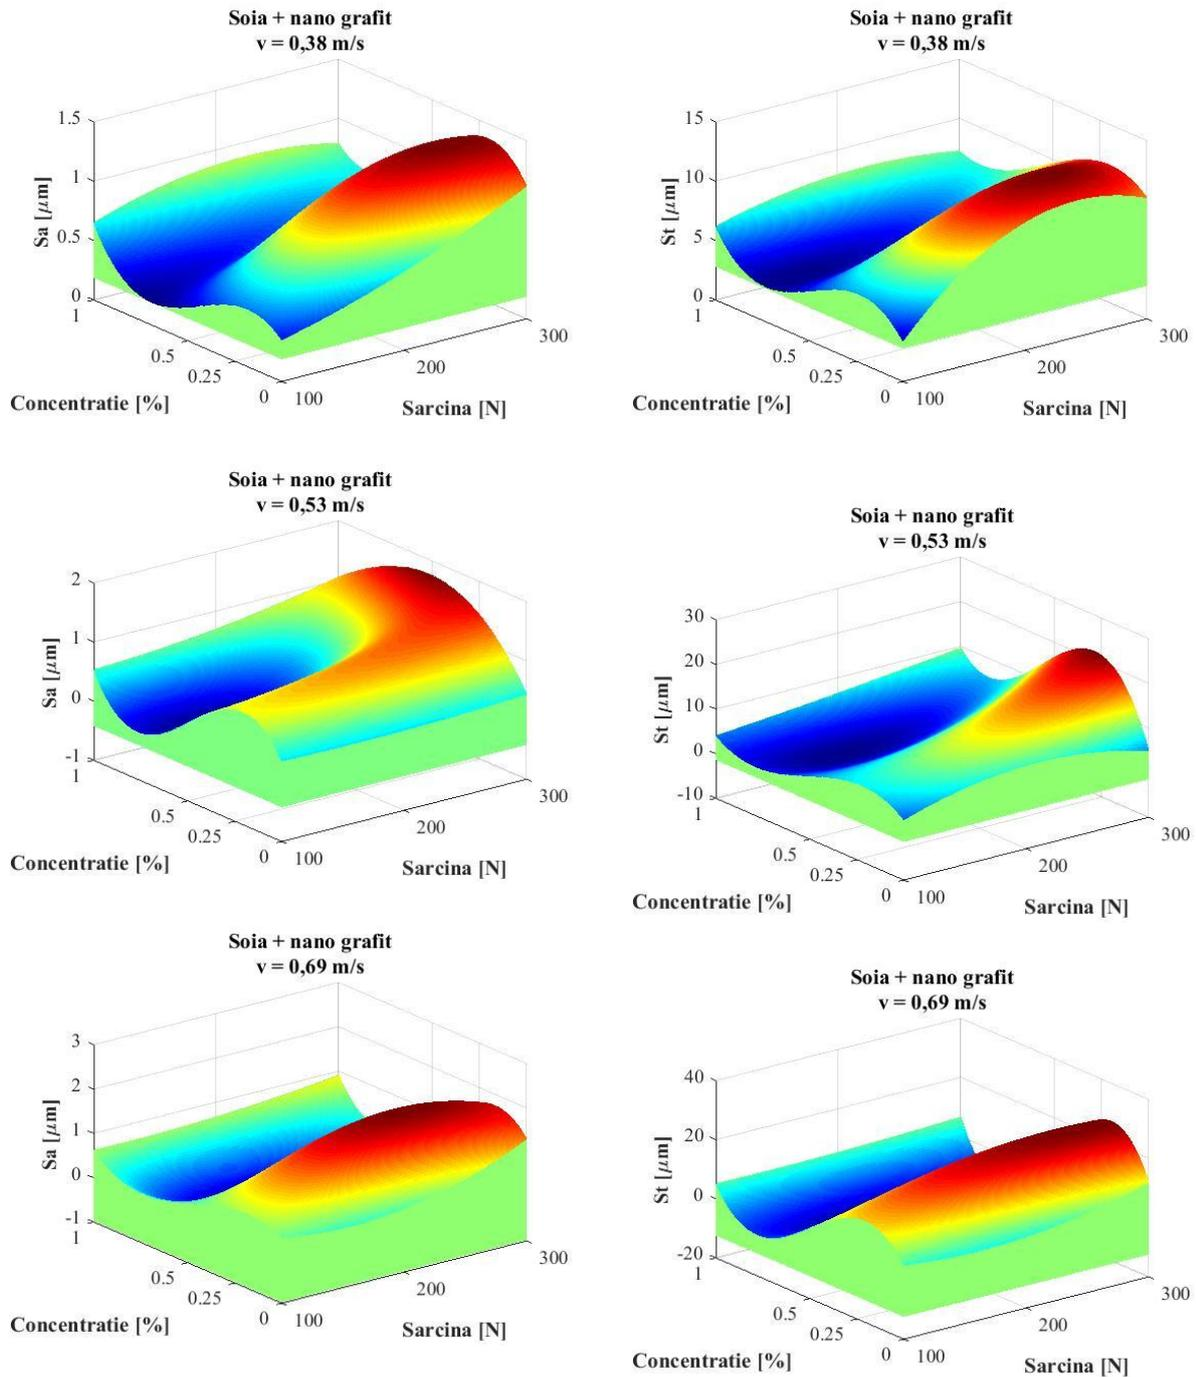 Soia + nano grafit
v = 0,38 m/s
1.5
1
0.5
0
Sa [μm]
1
0.5
0.25
0
Concentratie [%]
100
200
300
Sarcina [N]
Soia + nano grafit
v = 0,38 m/s
15
10
5
0
St [μm]
1
0.5
0.25
0
Concentratie [%]
100
200
300
Sarcina [N]
Soia + nano grafit
v = 0,53 m/s
2
1
0
-1
Sa [μm]
1
0.5
0.25
0
Concentratie [%]
100
200
300
Sarcina [N]
Soia + nano grafit
v = 0,53 m/s
30
20
10
0
-10
St [μm]
1
0.5
0.25
0
Concentratie [%]
100
200
300
Sarcina [N]
Soia + nano grafit
v = 0,69 m/s
3
2
1
0
-1
Sa [μm]
1
0.5
0.25
0
Concentratie [%]
100
200
300
Sarcina [N]
Soia + nano grafit
v = 0,69 m/s
40
20
0
-20
St [μm]
1
0.5
0.25
0
Concentratie [%]
100
200
300
Sarcina [N]